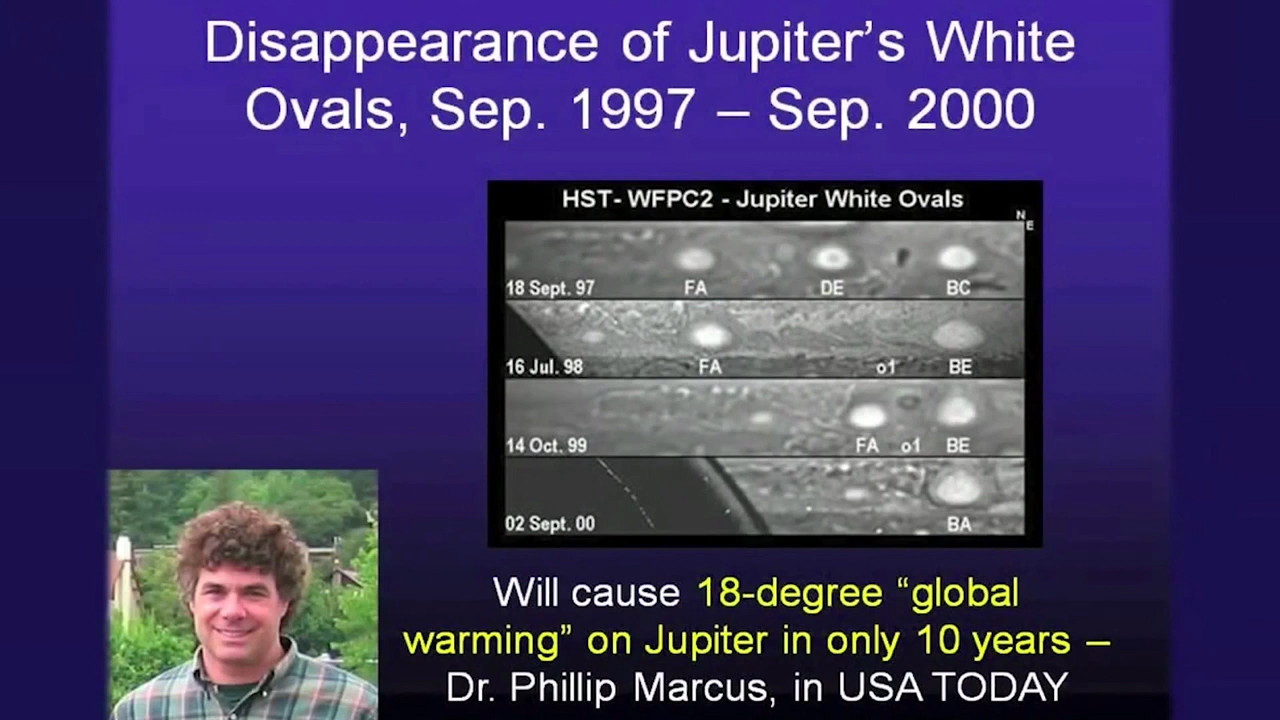 Disappearance of Jupiter’s White
Ovals, Sep. 1997 – Sep. 2000
HST- WFPC2 - Jupiter White Ovals
N
E
18 Sept. 97 FA DE BC
16 Jul. 98 FA o1 BE
14 Oct. 99 FA o1 BE
02 Sept. 00 BA
Will cause 18-degree “global
warming” on Jupiter in only 10 years –
Dr. Phillip Marcus, in USA TODAY